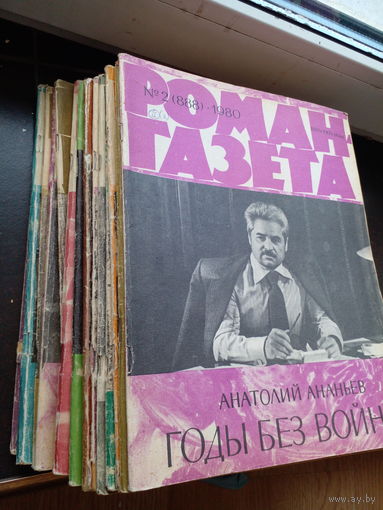 №2 (888) · 1980
РОМАН
ГАЗЕТА
АНАТОЛИЙ АНАНЬЕВ
ГОДЫ БЕЗ ВОЙН
www.ay.by